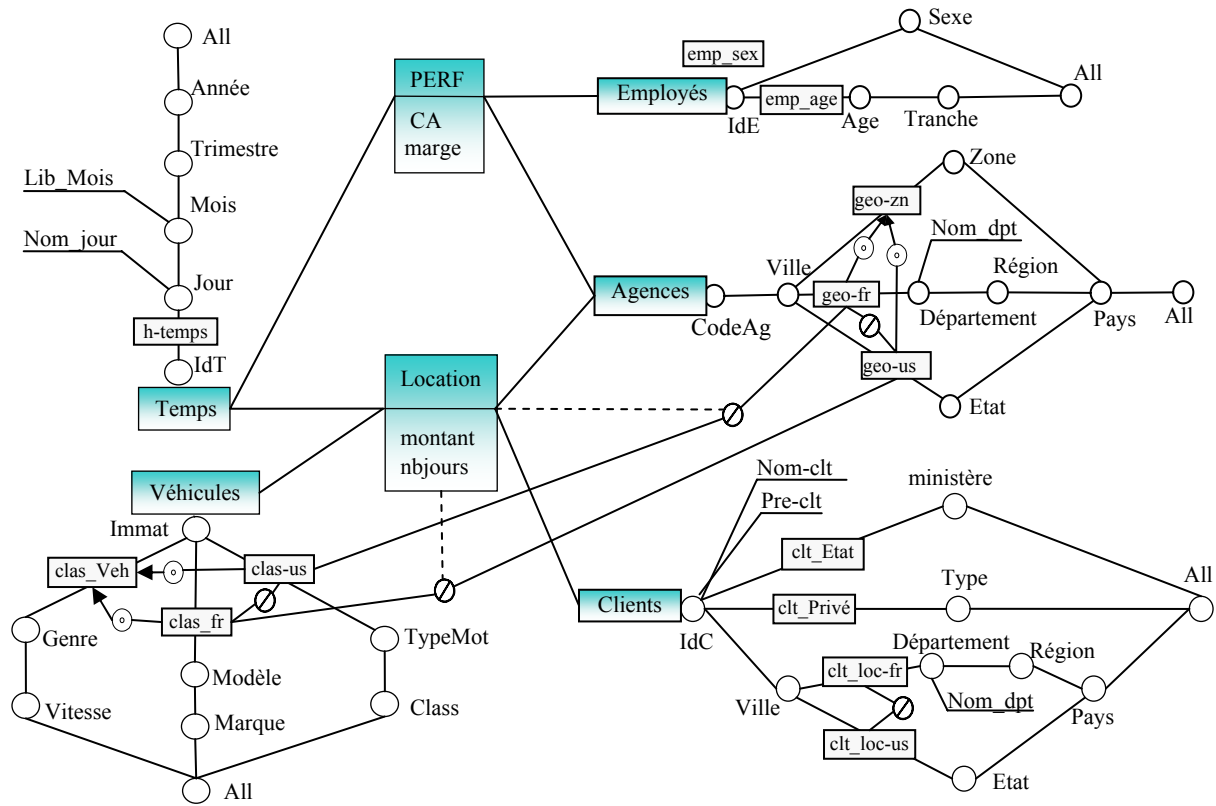 All
Année
Trimestre
Lib_Mois
Mois
Nom_jour
Jour
h-temps
IdT
Temps
PERF
CA
marge
Employés
emp_sex
Sexe
IdE
emp_age
Age
Tranche
All
Agences
CodeAg
Ville
geo-zn
Zone
o
o
geo-fr
Nom_dpt
Département
Région
Pays
All
geo-us
Etat
Location
montant
nbjours
Véhicules
Immat
clas_Veh
o
clas-us
o
clas_fr
Genre
Vitesse
Modèle
Marque
TypeMot
Class
All
Clients
IdC
Nom-clt
Pre-clt
clt_Etat
ministère
clt_Privé
Type
All
Ville
clt_loc-fr
Département
Nom_dpt
Région
Pays
clt_loc-us
Etat